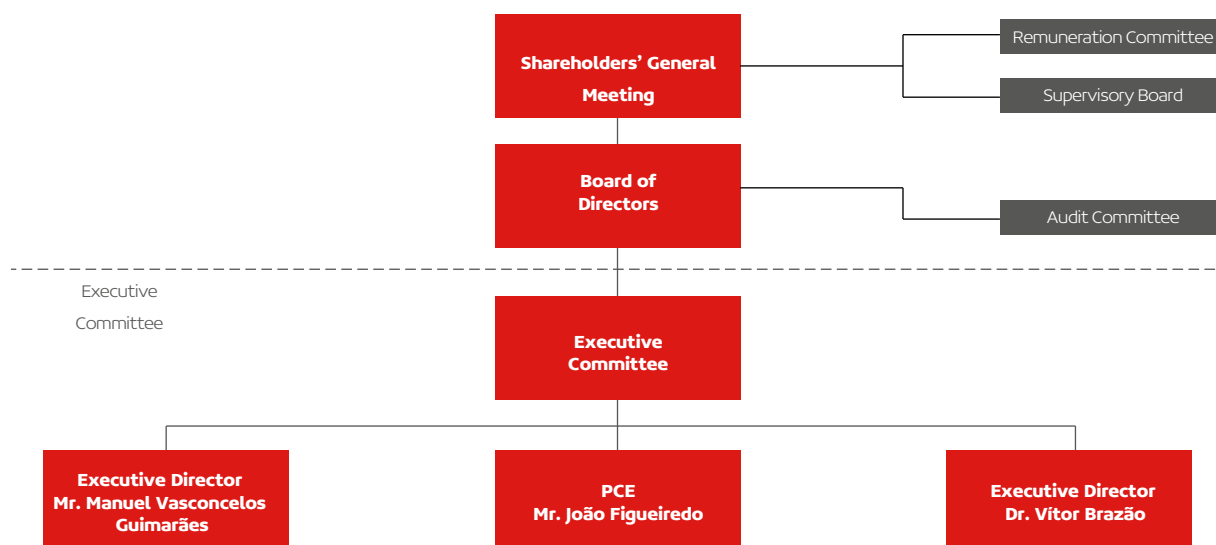 Shareholders’ General
Meeting
Remuneration Committee
Supervisory Board
Board of
Directors
Audit Committee
Executive
Committee
Executive
Committee
Executive Director
Mr. Manuel Vasconcelos
Guimarães
PCE
Mr. João Figueiredo
Executive Director
Dr. Vítor Brazão